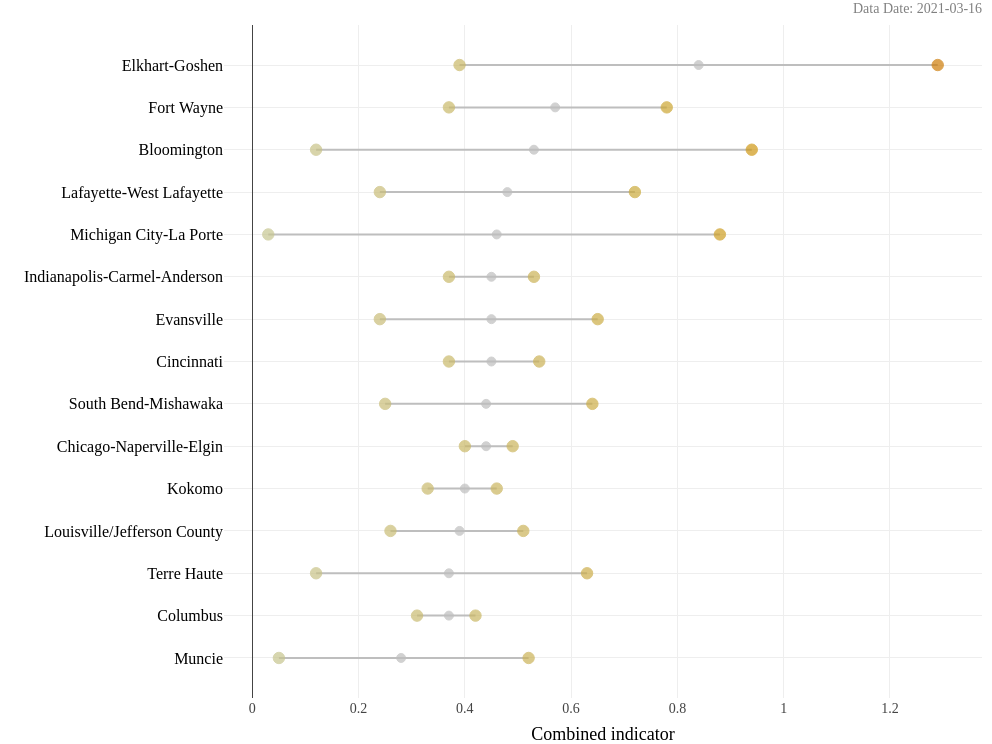 Data Date: 2021-03-16
Elkhart-Goshen
Fort Wayne
Bloomington
Lafayette-West Lafayette
Michigan City-La Porte
Indianapolis-Carmel-Anderson
Evansville
Cincinnati
South Bend-Mishawaka
Chicago-Naperville-Elgin
Kokomo
Louisville/Jefferson County
Terre Haute
Columbus
Muncie
0 0.2 0.4 0.6 0.8 1 1.2
Combined indicator